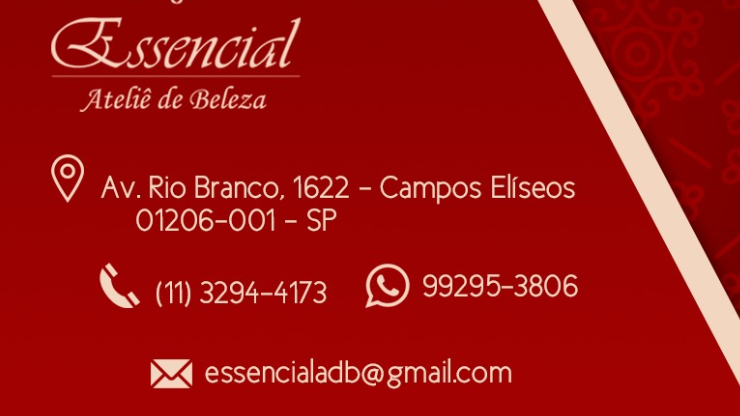 Essencial
Ateliê de Beleza
Av. Rio Branco, 1622 - Campos Elíseos
01206-001 - SP
(11) 3294-4173
99295-3806
essencialadb@gmail.com